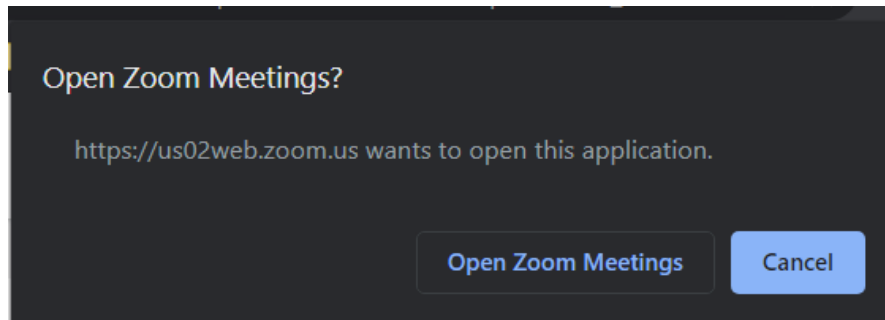 Open Zoom Meetings?
https://us02web.zoom.us wants to open this application.
Open Zoom Meetings Cancel